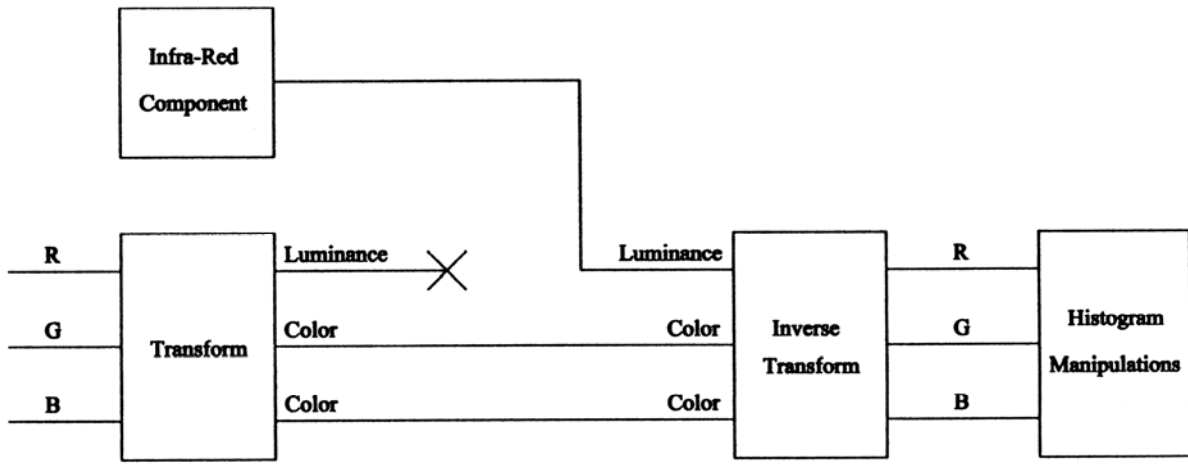 Infra-Red
Component
R
Luminance
Luminance
R
G
Color
Color
G
Transform
Inverse
Transform
Histogram
Manipulations
B
Color
Color
B